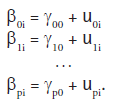 β₀ᵢ = γ₀₀ + u₀ᵢ
β₁ᵢ = γ₁₀ + u₁ᵢ
...
βₚᵢ = γₚ₀ + uₚᵢ.